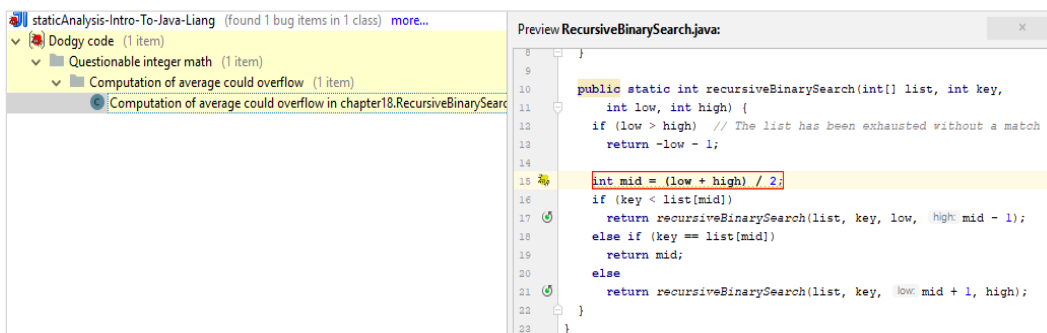 staticAnalysis-Intro-To-Java-Liang (found 1 bug items in 1 class) more...
Dodgy code (1 item)
Questionable integer math (1 item)
Computation of average could overflow (1 item)
Computation of average could overflow in chapter18.RecursiveBinarySearc
Preview RecursiveBinarySearch.java:
8 }
9
10 public static int recursiveBinarySearch(int[] list, int key,
11 int low, int high) {
12 if (low > high) // The list has been exhausted without a match
13 return -low - 1;
14
15 int mid = (low + high) / 2;
16 if (key < list[mid])
17 return recursiveBinarySearch(list, key, low, high: mid - 1);
18 else if (key == list[mid])
19 return mid;
20 else
21 return recursiveBinarySearch(list, key, low: mid + 1, high);
22 }
23 }